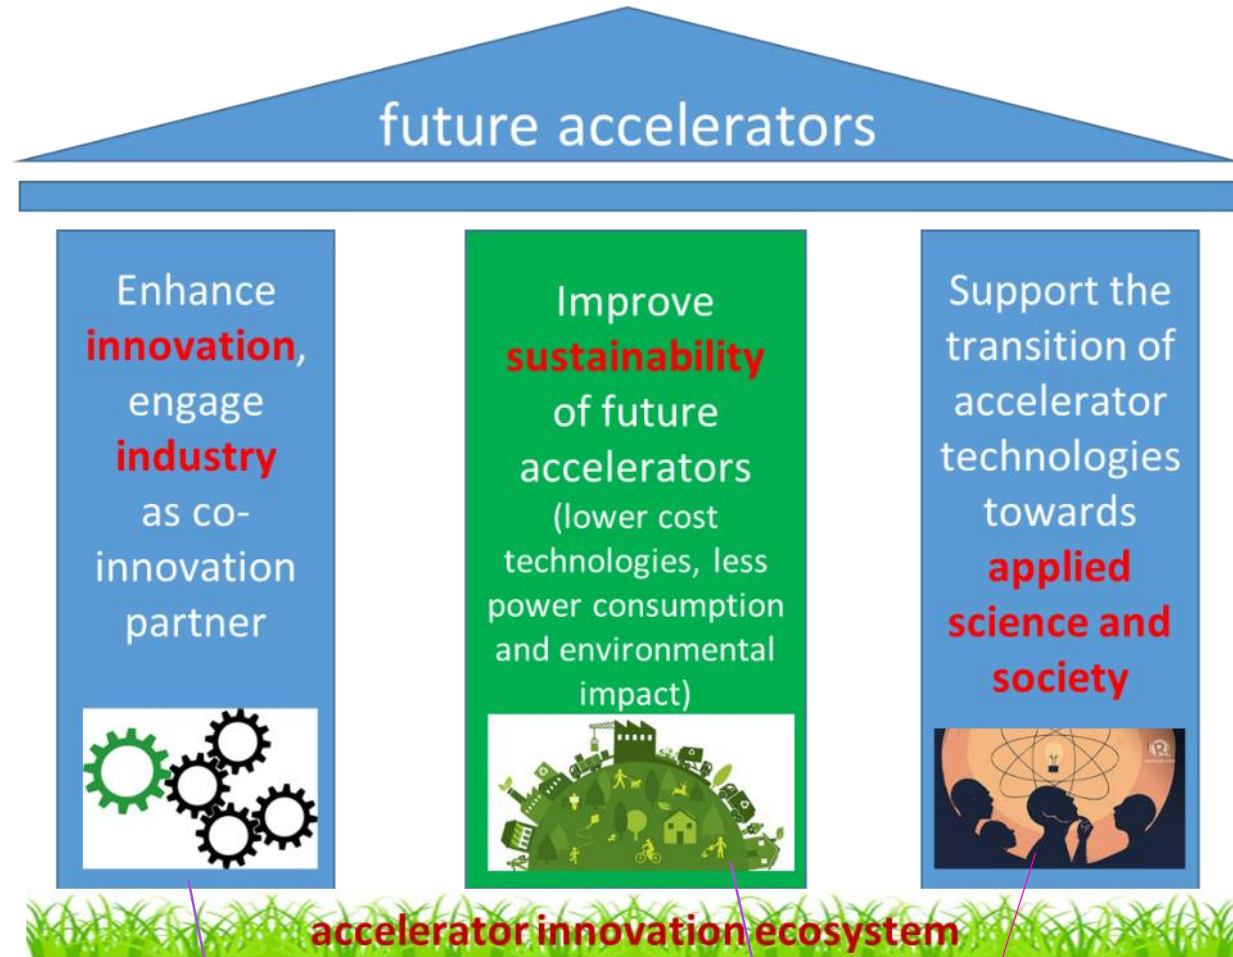 future accelerators
Enhance
innovation,
engage
industry
as co-
innovation
partner
Improve
sustainability
of future
accelerators
(lower cost
technologies, less
power consumption
and environmental
impact)
Support the
transition of
accelerator
technologies
towards
applied
science and
society
accelerator innovation ecosystem